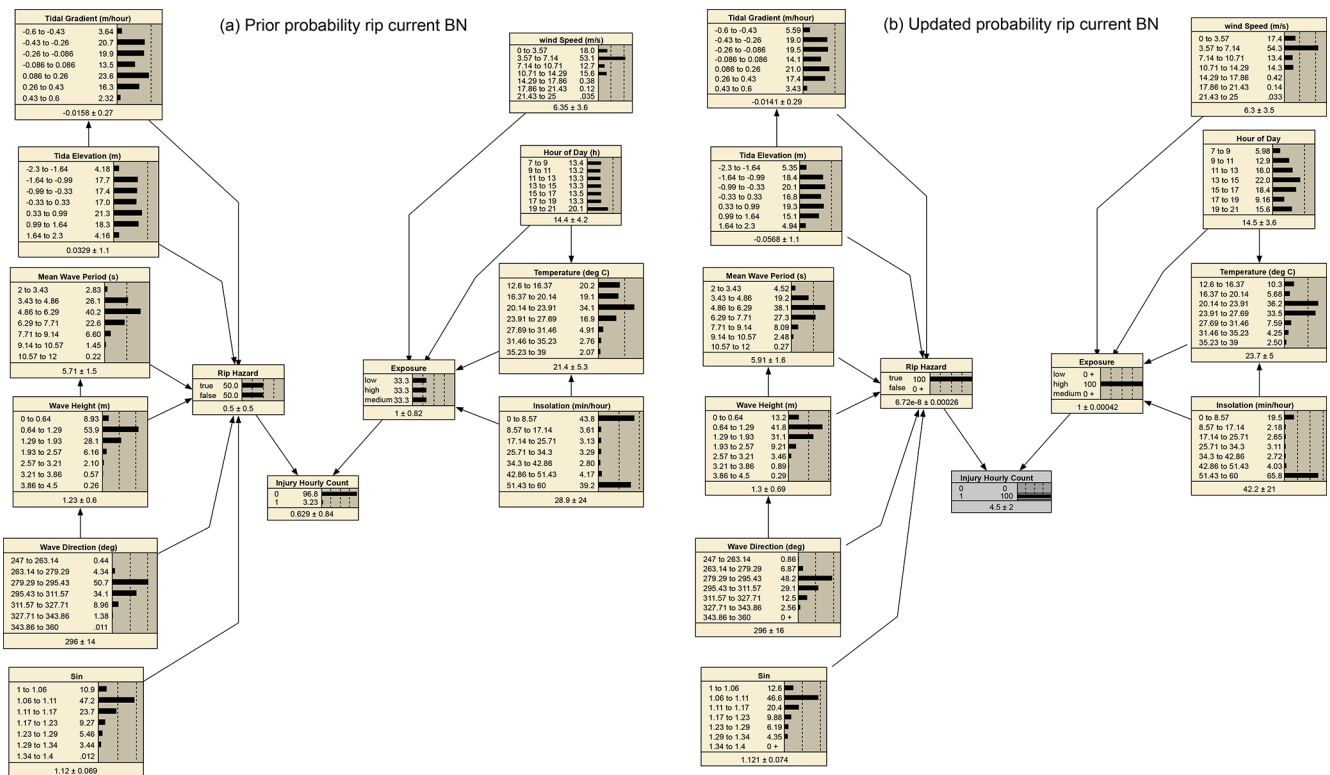 (a) Prior probability rip current BN
Tidal Gradient (m/hour)
-0.6 to -0.43 3.64
-0.43 to -0.26 20.7
-0.26 to -0.086 19.9
-0.086 to 0.086 13.5
0.086 to 0.26 23.6
0.26 to 0.43 16.3
0.43 to 0.6 2.32
-0.0158 ± 0.27
Tida Elevation (m)
-2.3 to -1.64 4.18
-1.64 to -0.99 17.7
-0.99 to -0.33 17.4
-0.33 to 0.33 17.0
0.33 to 0.99 21.3
0.99 to 1.64 18.3
1.64 to 2.3 4.16
0.0329 ± 1.1
Mean Wave Period (s)
2 to 3.43 2.83
3.43 to 4.86 26.1
4.86 to 6.29 40.2
6.29 to 7.71 22.6
7.71 to 9.14 6.60
9.14 to 10.57 1.45
10.57 to 12 0.22
5.71 ± 1.5
Wave Height (m)
0 to 0.64 8.93
0.64 to 1.29 53.9
1.29 to 1.93 28.1
1.93 to 2.57 6.16
2.57 to 3.21 2.10
3.21 to 3.86 0.57
3.86 to 4.5 0.26
1.23 ± 0.6
Wave Direction (deg)
247 to 263.14 0.44
263.14 to 279.29 4.34
279.29 to 295.43 50.7
295.43 to 311.57 34.1
311.57 to 327.71 8.96
327.71 to 343.86 1.38
343.86 to 360 .011
296 ± 14
Sin
1 to 1.06 10.9
1.06 to 1.11 47.2
1.11 to 1.17 23.7
1.17 to 1.23 9.27
1.23 to 1.29 5.46
1.29 to 1.34 3.44
1.34 to 1.4 .012
1.12 ± 0.069
Rip Hazard
true 50.0
false 50.0
0.5 ± 0.5
wind Speed (m/s)
0 to 3.57 18.0
3.57 to 7.14 53.1
7.14 to 10.71 12.7
10.71 to 14.29 15.6
14.29 to 17.86 0.38
17.86 to 21.43 0.12
21.43 to 25 .035
6.35 ± 3.6
Hour of Day (h)
7 to 9 13.4
9 to 11 13.2
11 to 13 13.3
13 to 15 13.3
15 to 17 13.5
17 to 19 13.3
19 to 21 20.1
14.4 ± 4.2
Temperature (deg C)
12.6 to 16.37 20.2
16.37 to 20.14 19.1
20.14 to 23.91 34.1
23.91 to 27.69 16.9
27.69 to 31.46 4.91
31.46 to 35.23 2.76
35.23 to 39 2.07
21.4 ± 5.3
Exposure
low 33.3
high 33.3
medium 33.3
1 ± 0.82
Insolation (min/hour)
0 to 8.57 43.8
8.57 to 17.14 3.61
17.14 to 25.71 3.13
25.71 to 34.3 3.29
34.3 to 42.86 2.80
42.86 to 51.43 4.17
51.43 to 60 39.2
28.9 ± 24
Injury Hourly Count
0 96.8
1 3.23
0.629 ± 0.84
(b) Updated probability rip current BN
Tidal Gradient (m/hour)
-0.6 to -0.43 5.59
-0.43 to -0.26 19.0
-0.26 to -0.086 19.5
-0.086 to 0.086 14.1
0.086 to 0.26 21.0
0.26 to 0.43 17.4
0.43 to 0.6 3.43
-0.0141 ± 0.29
Tida Elevation (m)
-2.3 to -1.64 5.35
-1.64 to -0.99 18.4
-0.99 to -0.33 20.1
-0.33 to 0.33 16.8
0.33 to 0.99 19.3
0.99 to 1.64 15.1
1.64 to 2.3 4.94
-0.0568 ± 1.1
Mean Wave Period (s)
2 to 3.43 4.52
3.43 to 4.86 19.2
4.86 to 6.29 38.1
6.29 to 7.71 27.3
7.71 to 9.14 8.09
9.14 to 10.57 2.48
10.57 to 12 0.27
5.91 ± 1.6
Wave Height (m)
0 to 0.64 13.2
0.64 to 1.29 41.8
1.29 to 1.93 31.1
1.93 to 2.57 9.21
2.57 to 3.21 3.46
3.21 to 3.86 0.89
3.86 to 4.5 0.29
1.3 ± 0.69
Wave Direction (deg)
247 to 263.14 0.86
263.14 to 279.29 6.87
279.29 to 295.43 48.2
295.43 to 311.57 29.1
311.57 to 327.71 12.5
327.71 to 343.86 2.56
343.86 to 360 0 +
296 ± 16
Sin
1 to 1.06 12.6
1.06 to 1.11 46.6
1.11 to 1.17 20.4
1.17 to 1.23 9.88
1.23 to 1.29 6.19
1.29 to 1.34 4.35
1.34 to 1.4 0 +
1.121 ± 0.074
Rip Hazard
true 100
false 0 +
6.72e-8 ± 0.00026
wind Speed (m/s)
0 to 3.57 17.4
3.57 to 7.14 54.3
7.14 to 10.71 13.4
10.71 to 14.29 14.3
14.29 to 17.86 0.42
17.86 to 21.43 0.14
21.43 to 25 .033
6.3 ± 3.5
Hour of Day
7 to 9 5.98
9 to 11 12.9
11 to 13 16.0
13 to 15 22.0
15 to 17 18.4
17 to 19 9.16
19 to 21 15.6
14.5 ± 3.6
Temperature (deg C)
12.6 to 16.37 10.3
16.37 to 20.14 5.68
20.14 to 23.91 36.2
23.91 to 27.69 33.5
27.69 to 31.46 7.59
31.46 to 35.23 4.25
35.23 to 39 2.50
23.7 ± 5
Exposure
low 0 +
high 100
medium 0 +
1 ± 0.00042
Insolation (min/hour)
0 to 8.57 19.5
8.57 to 17.14 2.18
17.14 to 25.71 2.65
25.71 to 34.3 3.11
34.3 to 42.86 2.72
42.86 to 51.43 4.03
51.43 to 60 65.8
42.2 ± 21
Injury Hourly Count
0 0
1 100
4.5 ± 2